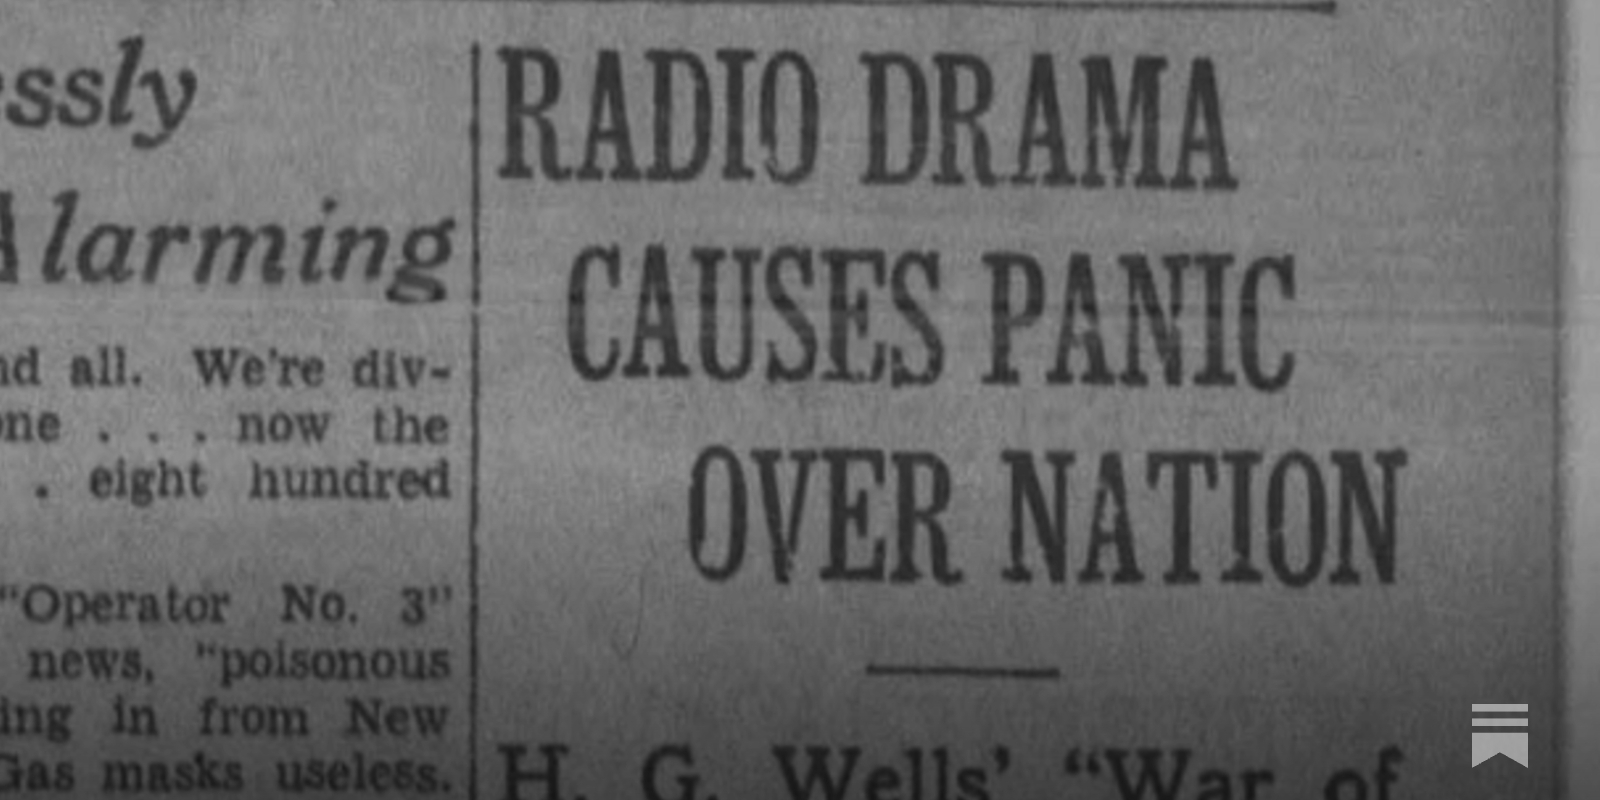 ssly
Alarming
nd all. We're div-
one . . . now the
. eight hundred
"Operator No. 3"
news, "poisonous
ing in from New
Gas masks useless.
RADIO DRAMA
CAUSES PANIC
OVER NATION
H. G. Wells' "War of